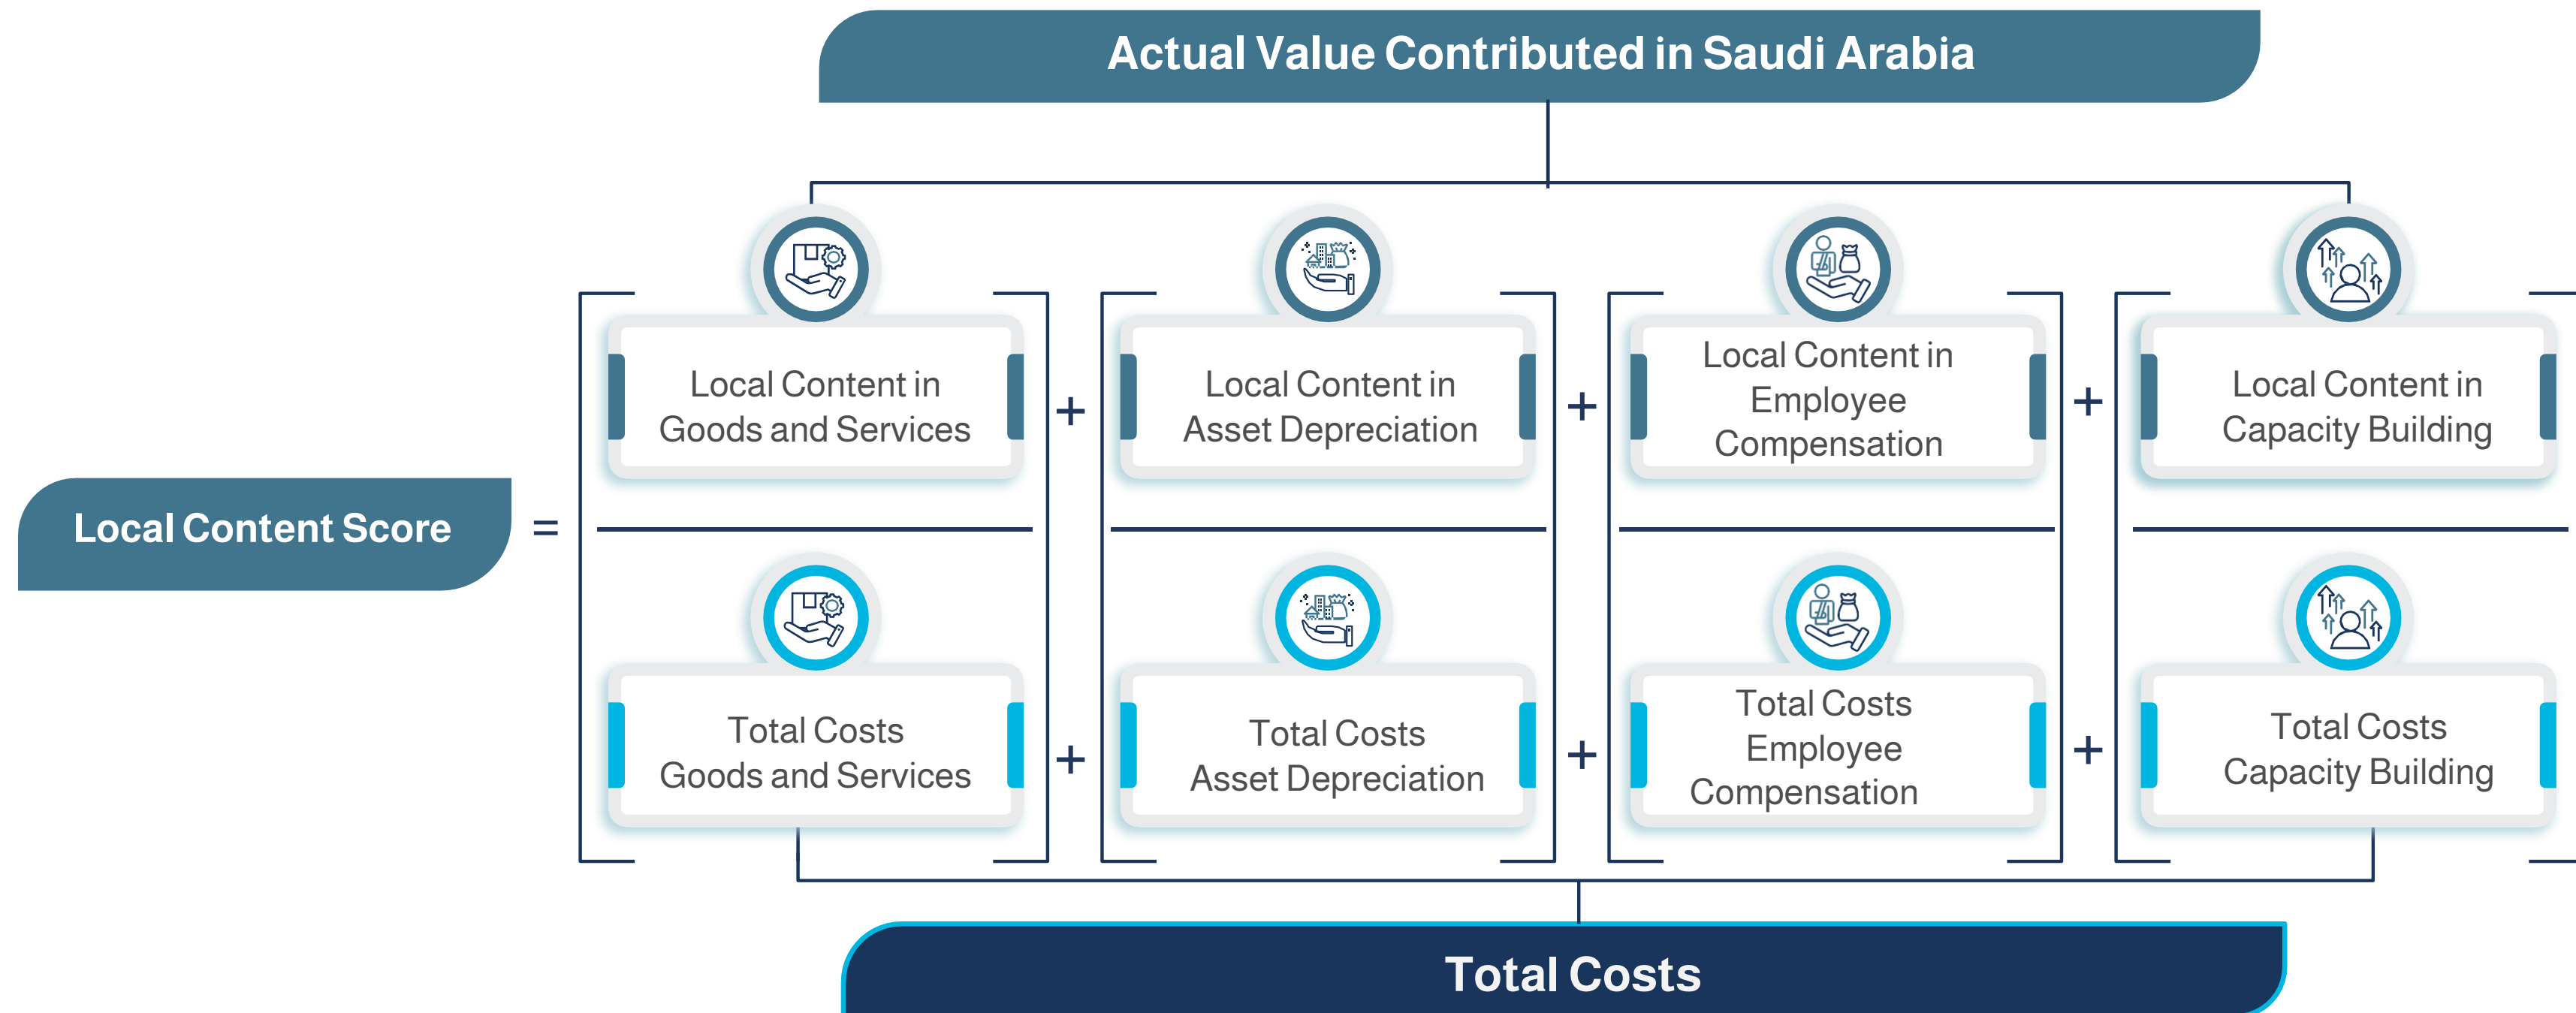 Actual Value Contributed in Saudi Arabia
Local Content in
Goods and Services
+
Local Content in
Asset Depreciation
+
Local Content in
Employee
Compensation
+
Local Content in
Capacity Building
Local Content Score
=
Total Costs
Goods and Services
+
Total Costs
Asset Depreciation
+
Total Costs
Employee
Compensation
+
Total Costs
Capacity Building
Total Costs